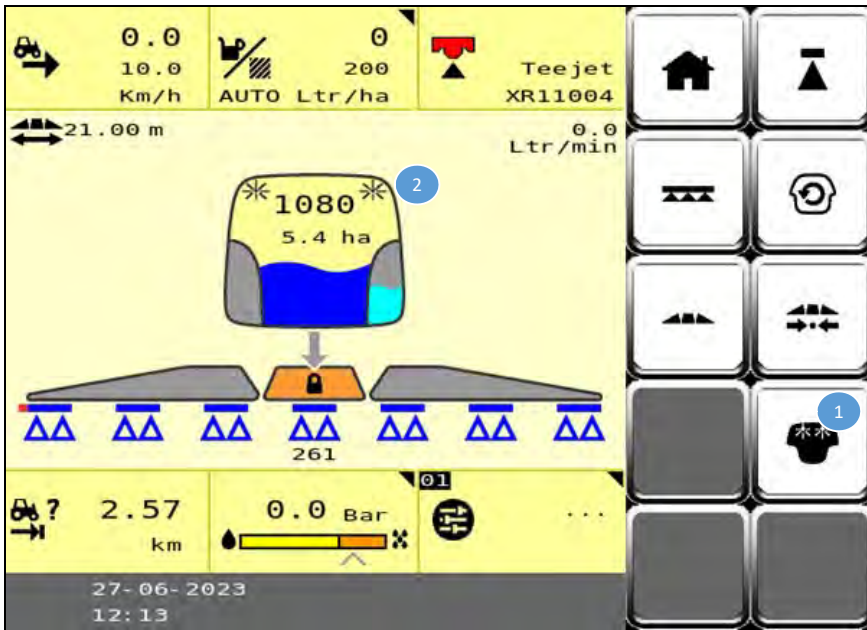 0.0
10.0
Km/h
0
200
AUTO Ltr/ha
Teejet
XR11004
21.00 m
0.0
Ltr/min
2
1080
5.4 ha
261
1
? 2.57
km
0.0 Bar
01
...
27-06-2023
12:13